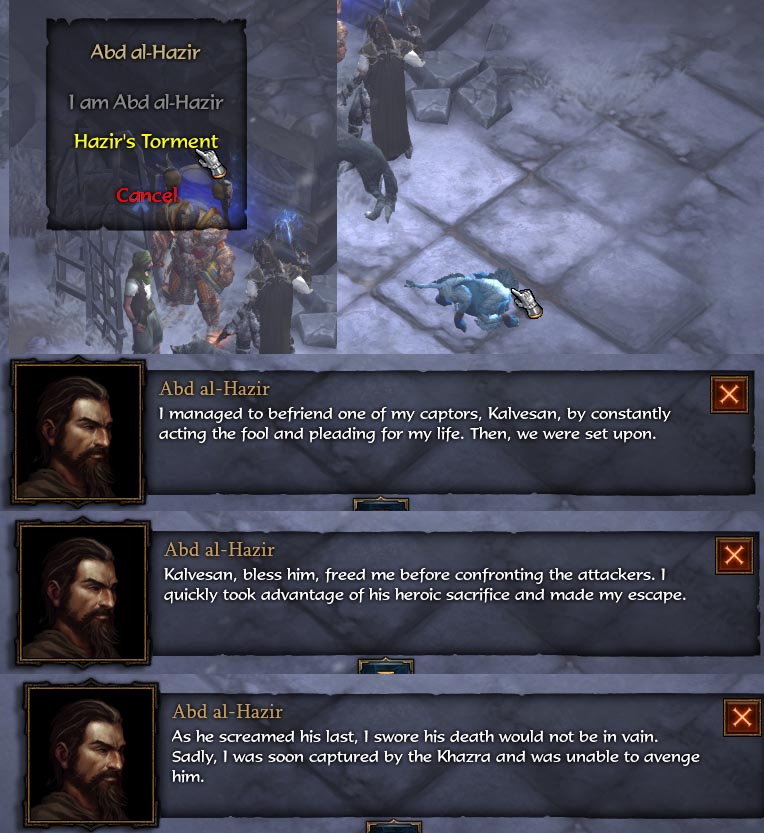 Abd al-Hazir
I am Abd al-Hazir
Hazir's Torment
Cancel
Abd al-Hazir
I managed to befriend one of my captors, Kalvesan, by constantly
acting the fool and pleading for my life. Then, we were set upon.
Abd al-Hazir
Kalvesan, bless him, freed me before confronting the attackers. I
quickly took advantage of his heroic sacrifice and made my escape.
Abd al-Hazir
As he screamed his last, I swore his death would not be in vain.
Sadly, I was soon captured by the Khazra and was unable to avenge
him.